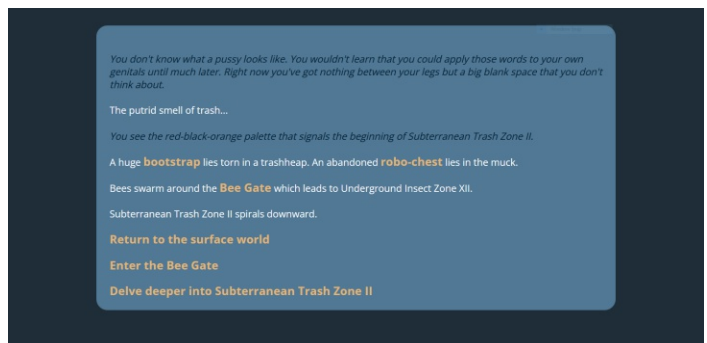 You don't know what a pussy looks like. You wouldn't learn that you could apply those words to your own
genitals until much later. Right now you've got nothing between your legs but a big blank space that you don't
think about.
The putrid smell of trash...
You see the red-black-orange palette that signals the beginning of Subterranean Trash Zone II.
A huge bootstrap lies torn in a trashheap. An abandoned robo-chest lies in the muck.
Bees swarm around the Bee Gate which leads to Underground Insect Zone XII.
Subterranean Trash Zone II spirals downward.
Return to the surface world
Enter the Bee Gate
Delve deeper into Subterranean Trash Zone II